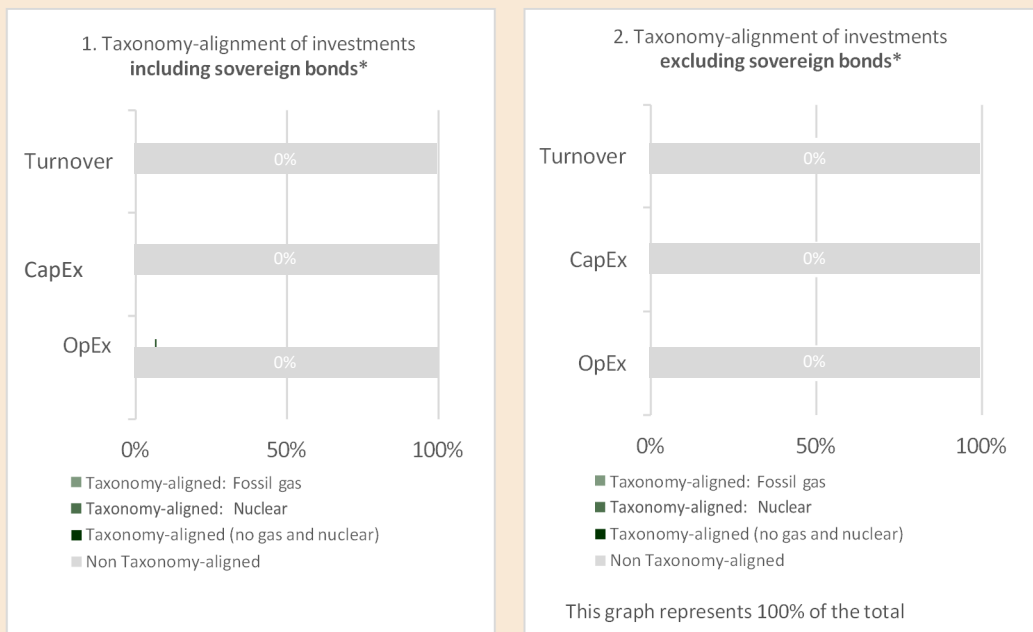 1. Taxonomy-alignment of investments
including sovereign bonds*
Turnover
0%
CapEx
0%
OpEx
0%
0%
50%
100%
Taxonomy-aligned: Fossil gas
Taxonomy-aligned: Nuclear
Taxonomy-aligned (no gas and nuclear)
Non Taxonomy-aligned
2. Taxonomy-alignment of investments
excluding sovereign bonds*
Turnover
0%
CapEx
0%
OpEx
0%
0%
50%
100%
Taxonomy-aligned: Fossil gas
Taxonomy-aligned: Nuclear
Taxonomy-aligned (no gas and nuclear)
Non Taxonomy-aligned
This graph represents 100% of the total